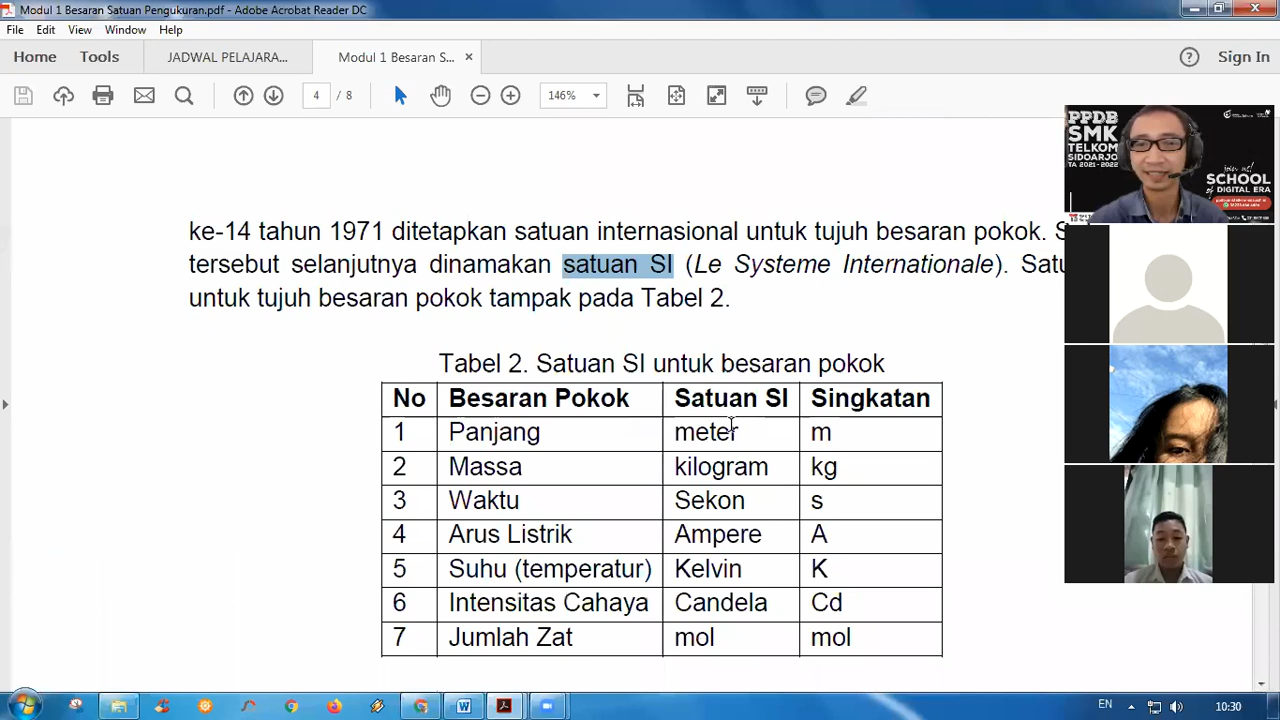 Modul 1 Besaran Satuan Pengukuran.pdf - Adobe Acrobat Reader DC
File Edit View Window Help
Home Tools JADWAL PELAJARA... Modul 1 Besaran S... × Sign In
4 / 8 146%
ke-14 tahun 1971 ditetapkan satuan internasional untuk tujuh besaran pokok. S
tersebut selanjutnya dinamakan satuan SI (Le Systeme Internationale). Satu
untuk tujuh besaran pokok tampak pada Tabel 2.
Tabel 2. Satuan SI untuk besaran pokok
No Besaran Pokok Satuan SI Singkatan
1 Panjang meter m
2 Massa kilogram kg
3 Waktu Sekon s
4 Arus Listrik Ampere A
5 Suhu (temperatur) Kelvin K
6 Intensitas Cahaya Candela Cd
7 Jumlah Zat mol mol
PPDB
SMK
TELKOM
SIDOARJO
TA 2021-2022
join us!
SCHOOL
of DIGITAL ERA
EN 10:30